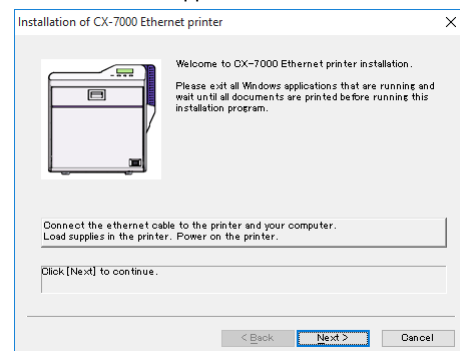 Installation of CX-7000 Ethernet printer
Welcome to CX-7000 Ethernet printer installation.
Please exit all Windows applications that are running and
wait until all documents are printed before running this
installation program.
Connect the ethernet cable to the printer and your computer.
Load supplies in the printer. Power on the printer.
Click [Next] to continue.
< Back
Next >
Cancel